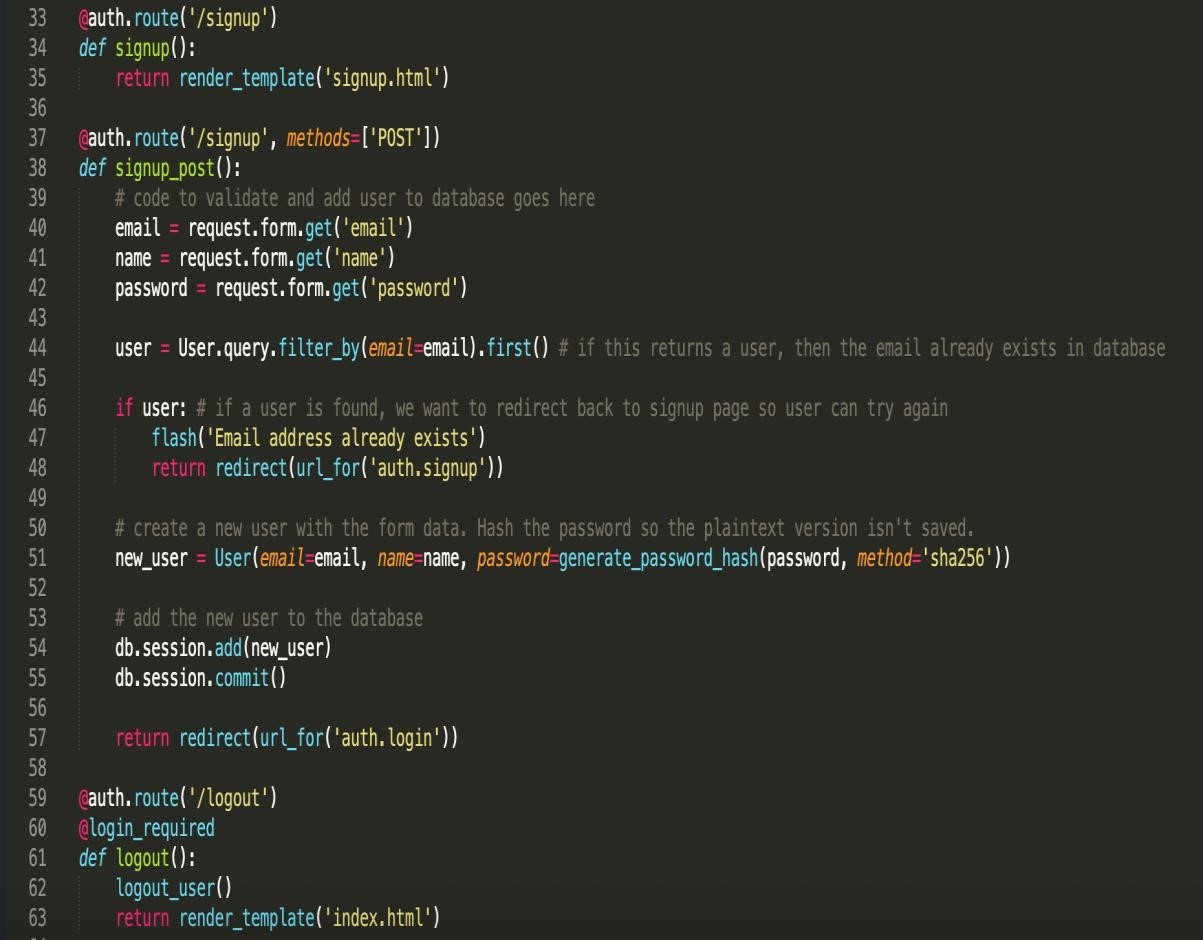 33 @auth.route('/signup')
34 def signup():
35     return render_template('signup.html')
36
37 @auth.route('/signup', methods=['POST'])
38 def signup_post():
39     # code to validate and add user to database goes here
40     email = request.form.get('email')
41     name = request.form.get('name')
42     password = request.form.get('password')
43
44     user = User.query.filter_by(email=email).first() # if this returns a user, then the email already exists in database
45
46     if user: # if a user is found, we want to redirect back to signup page so user can try again
47         flash('Email address already exists')
48         return redirect(url_for('auth.signup'))
49
50     # create a new user with the form data. Hash the password so the plaintext version isn't saved.
51     new_user = User(email=email, name=name, password=generate_password_hash(password, method='sha256'))
52
53     # add the new user to the database
54     db.session.add(new_user)
55     db.session.commit()
56
57     return redirect(url_for('auth.login'))
58
59 @auth.route('/logout')
60 @login_required
61 def logout():
62     logout_user()
63     return render_template('index.html')